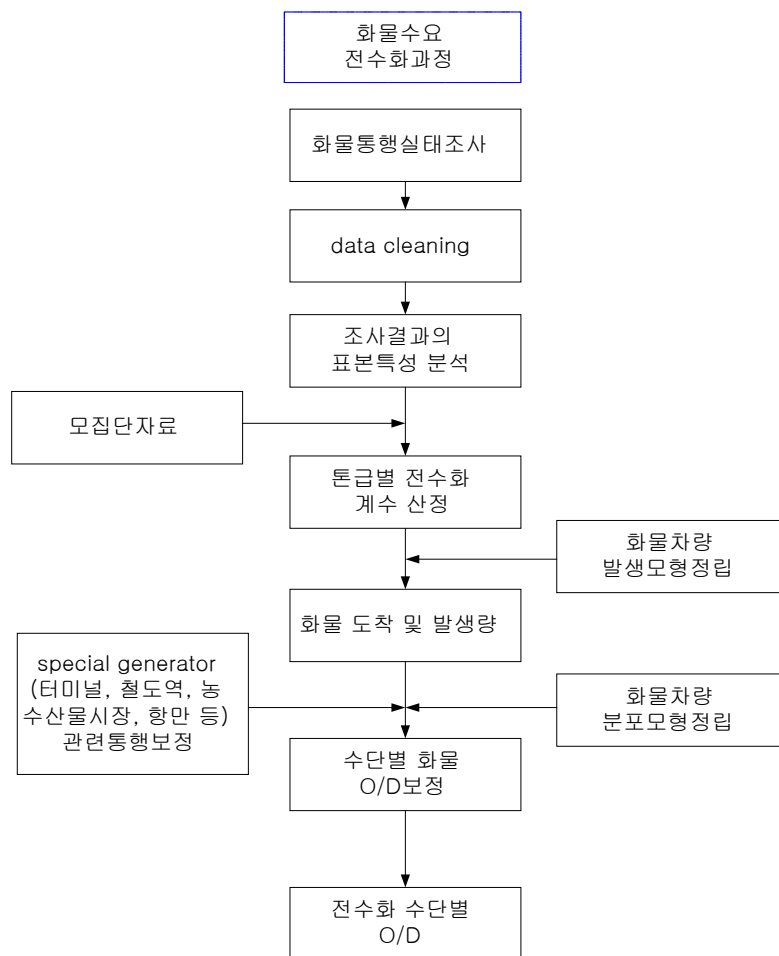 화물수요
전수화과정
화물통행실태조사
data cleaning
조사결과의
표본특성 분석
모집단자료
톤급별 전수화
계수 산정
화물차량
발생모형정립
화물 도착 및 발생량
special generator
(터미널, 철도역, 농
수산물시장, 항만 등)
관련통행보정
화물차량
분포모형정립
수단별 화물
O/D보정
전수화 수단별
O/D